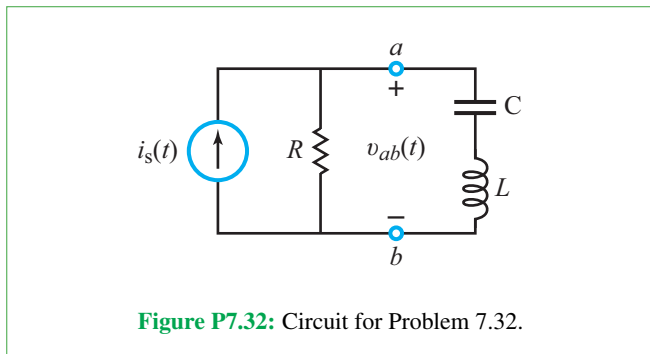 a
+
C
i_s(t)
R
v_ab(t)
L
−
b
Figure P7.32: Circuit for Problem 7.32.